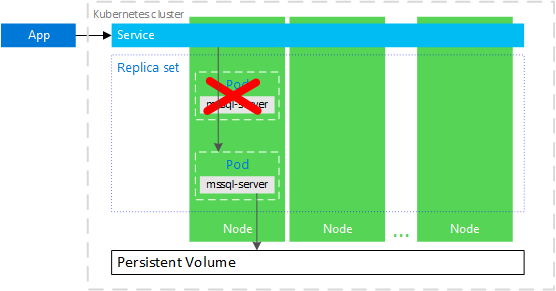 Kubernetes cluster
App
Service
Replica set
Pod
mssql-server
Pod
mssql-server
Node
Node
...
Node
Persistent Volume